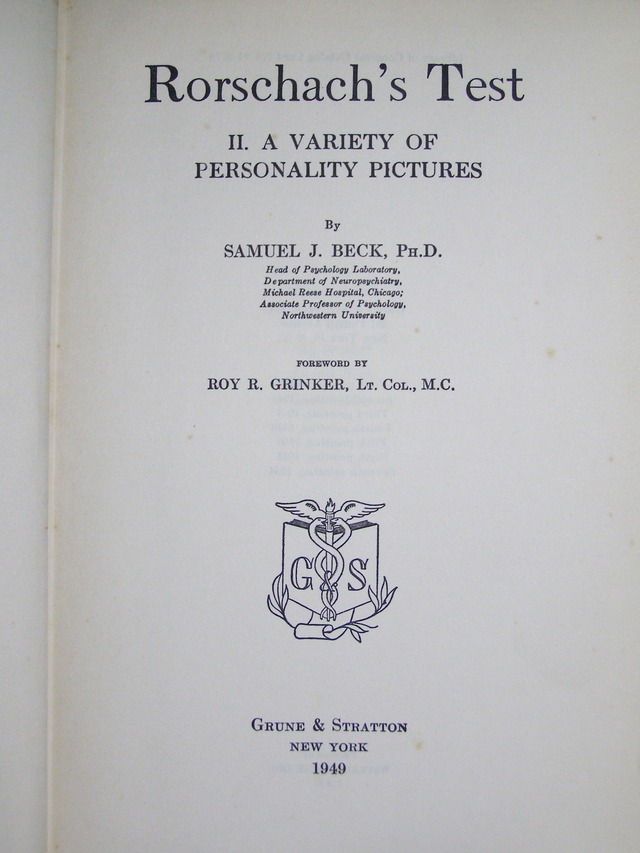 Rorschach's Test
II. A VARIETY OF
PERSONALITY PICTURES
By
SAMUEL J. BECK, PH.D.
Head of Psychology Laboratory,
Department of Neuropsychiatry,
Michael Reese Hospital, Chicago;
Associate Professor of Psychology,
Northwestern University
FOREWORD BY
ROY R. GRINKER, LT. COL., M.C.
G & S
GRUNE & STRATTON
NEW YORK
1949